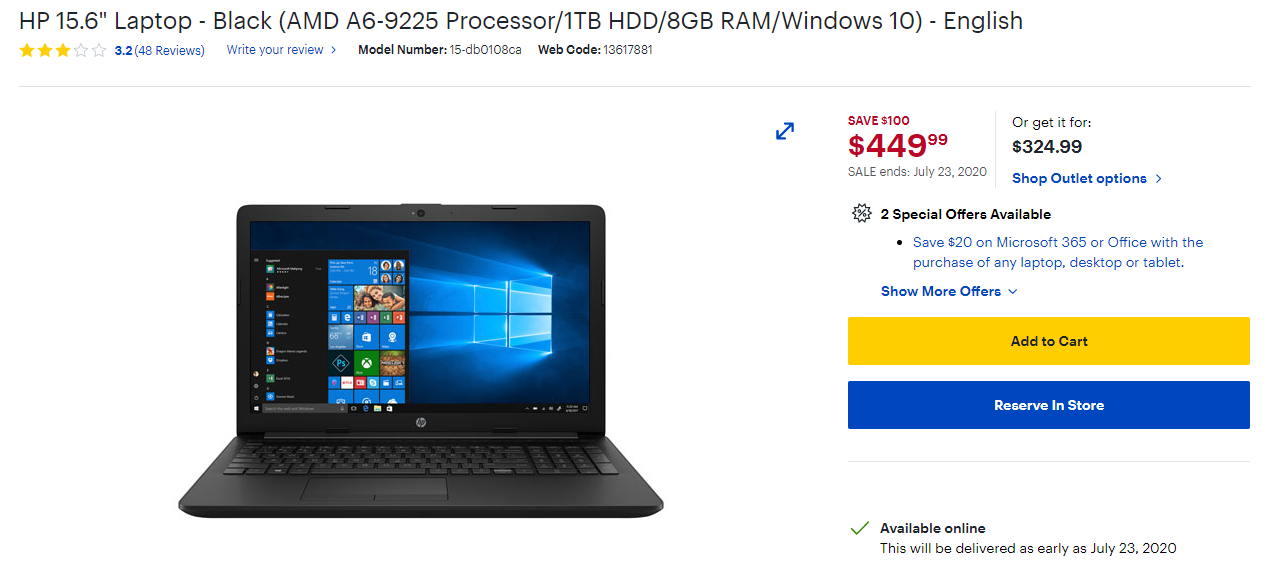 HP 15.6" Laptop - Black (AMD A6-9225 Processor/1TB HDD/8GB RAM/Windows 10) - English
3.2 (48 Reviews) Write your review Model Number: 15-db0108ca Web Code: 13617881
SAVE $100
$44999
SALE ends: July 23, 2020
Or get it for:
$324.99
Shop Outlet options
2 Special Offers Available
Save $20 on Microsoft 365 or Office with the
purchase of any laptop, desktop or tablet.
Show More Offers
Add to Cart
Reserve In Store
Available online
This will be delivered as early as July 23, 2020
18
Ps
hp